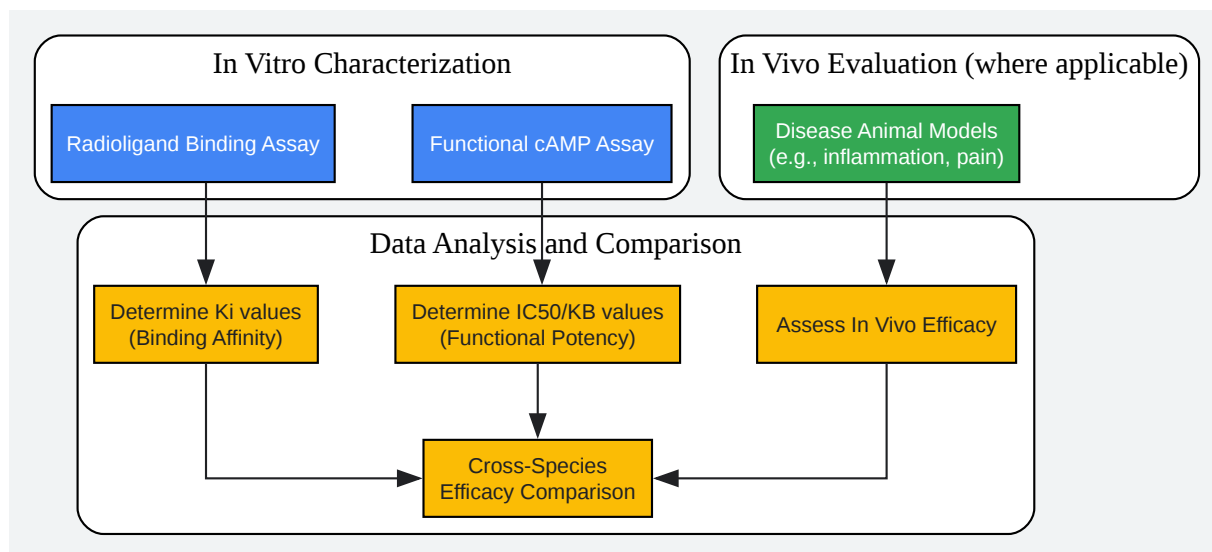 In Vitro Characterization
In Vivo Evaluation (where applicable)
Radioligand Binding Assay
Functional cAMP Assay
Disease Animal Models
(e.g., inflammation, pain)
Data Analysis and Comparison
Determine Ki values
(Binding Affinity)
Determine IC50/KB values
(Functional Potency)
Assess In Vivo Efficacy
Cross-Species
Efficacy Comparison